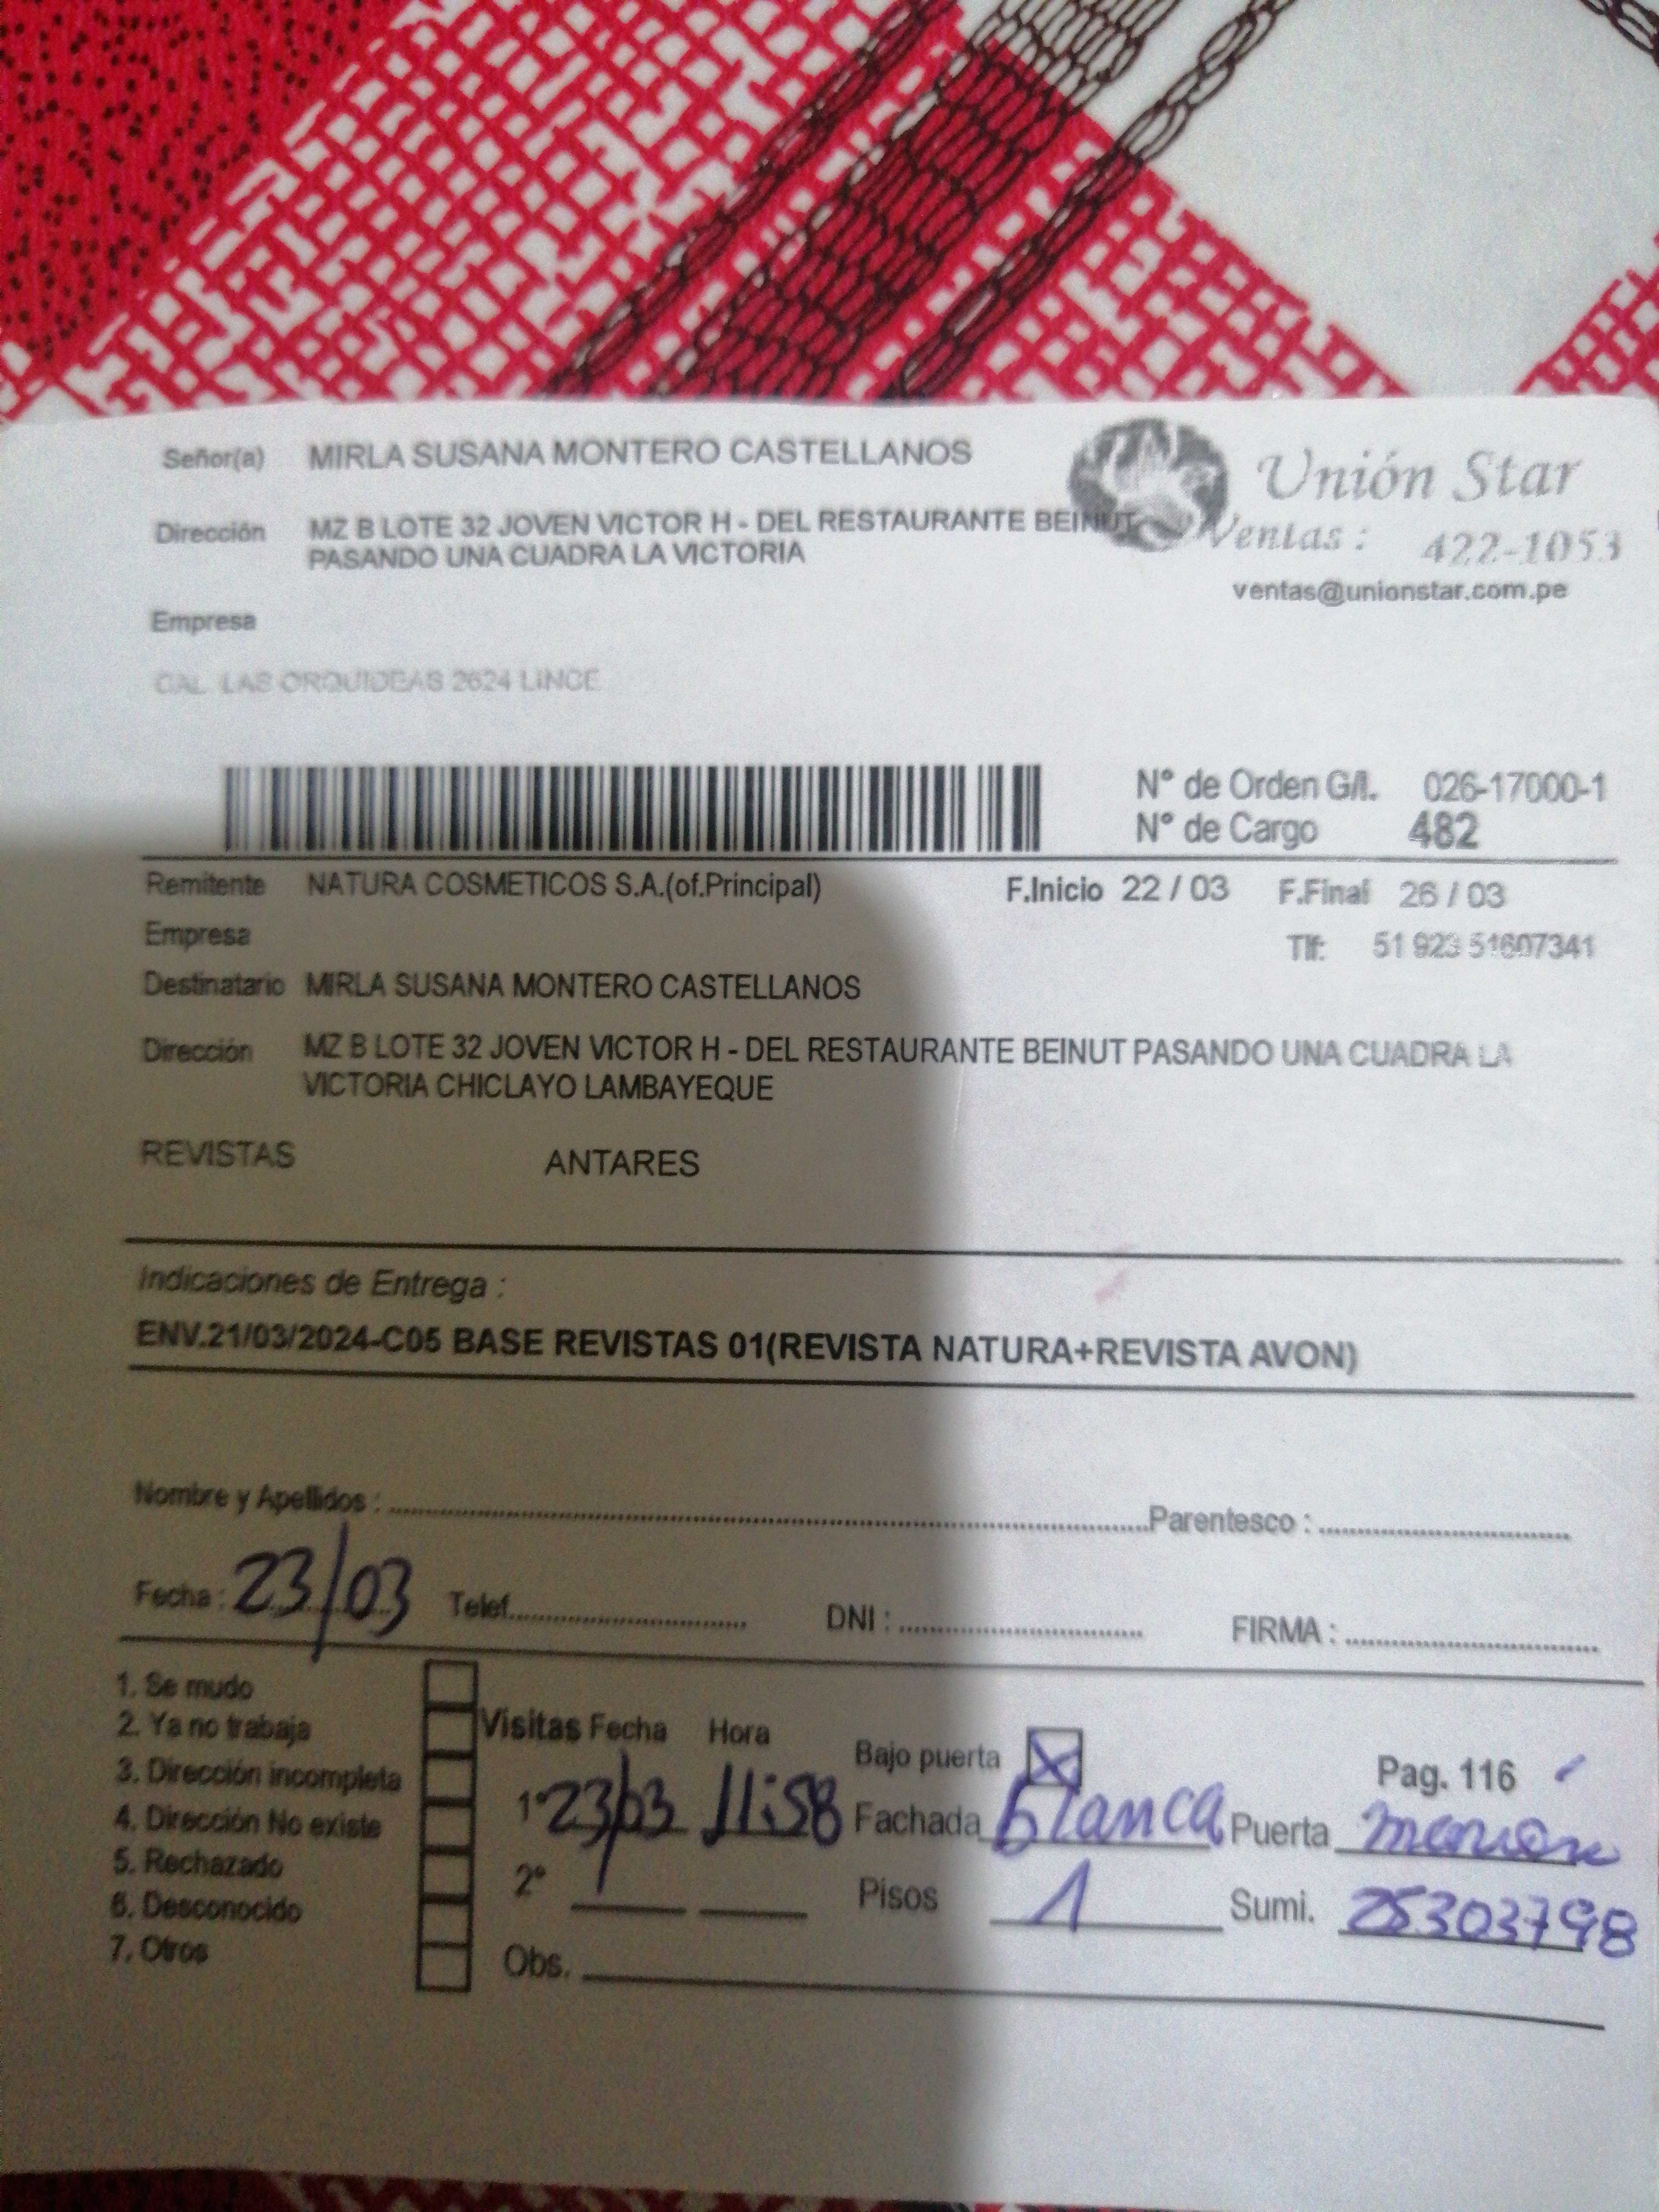 Señor(a) MIRLA SUSANA MONTERO CASTELLANOS
Unión Star
Dirección MZ B LOTE 32 JOVEN VICTOR H - DEL RESTAURANTE BEINUT
PASANDO UNA CUADRA LA VICTORIA
Ventas : 422-1053
ventas@unionstar.com.pe
Empresa
CAL LAS ORQUIDEAS 2624 LINCE
N° de Orden G/I. 026-17000-1
N° de Cargo 482
Remitente NATURA COSMETICOS S.A.(of.Principal) F.Inicio 22 / 03 F.Final 26 / 03
Empresa Tlf: 51 923 51607341
Destinatario MIRLA SUSANA MONTERO CASTELLANOS
Dirección MZ B LOTE 32 JOVEN VICTOR H - DEL RESTAURANTE BEINUT PASANDO UNA CUADRA LA
VICTORIA CHICLAYO LAMBAYEQUE
REVISTAS ANTARES
Indicaciones de Entrega :
ENV.21/03/2024-C05 BASE REVISTAS 01(REVISTA NATURA+REVISTA AVON)
Nombre y Apellidos : Parentesco :
Fecha : 23/03 Telef. DNI : FIRMA :
1. Se mudo
2. Ya no trabaja Visitas Fecha Hora Bajo puerta Pag. 116
3. Dirección incompleta
4. Dirección No existe 1° 23/03 11:58 Fachada blanca Puerta
5. Rechazado
6. Desconocido 2° Pisos 1 Sumi. 25303798
7. Otros Obs.